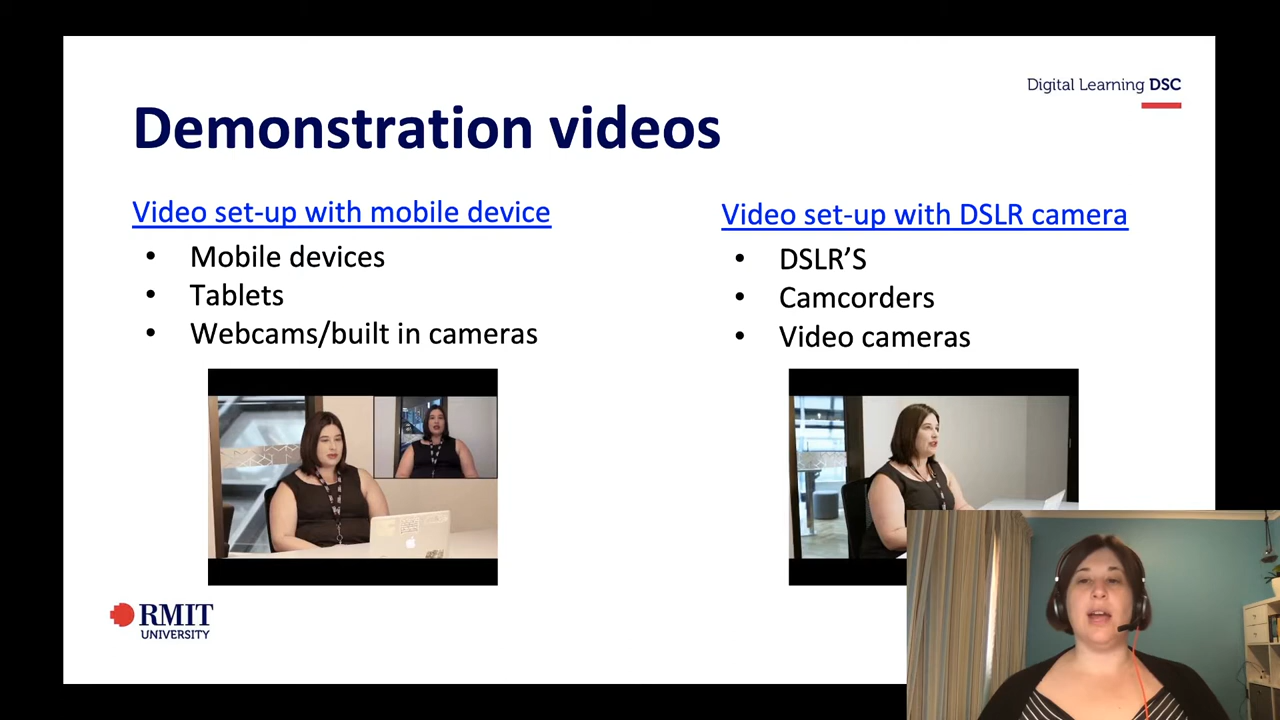 Digital Learning DSC
Demonstration videos
Video set-up with mobile device
• Mobile devices
• Tablets
• Webcams/built in cameras
Video set-up with DSLR camera
• DSLR’S
• Camcorders
• Video cameras
RMIT
UNIVERSITY